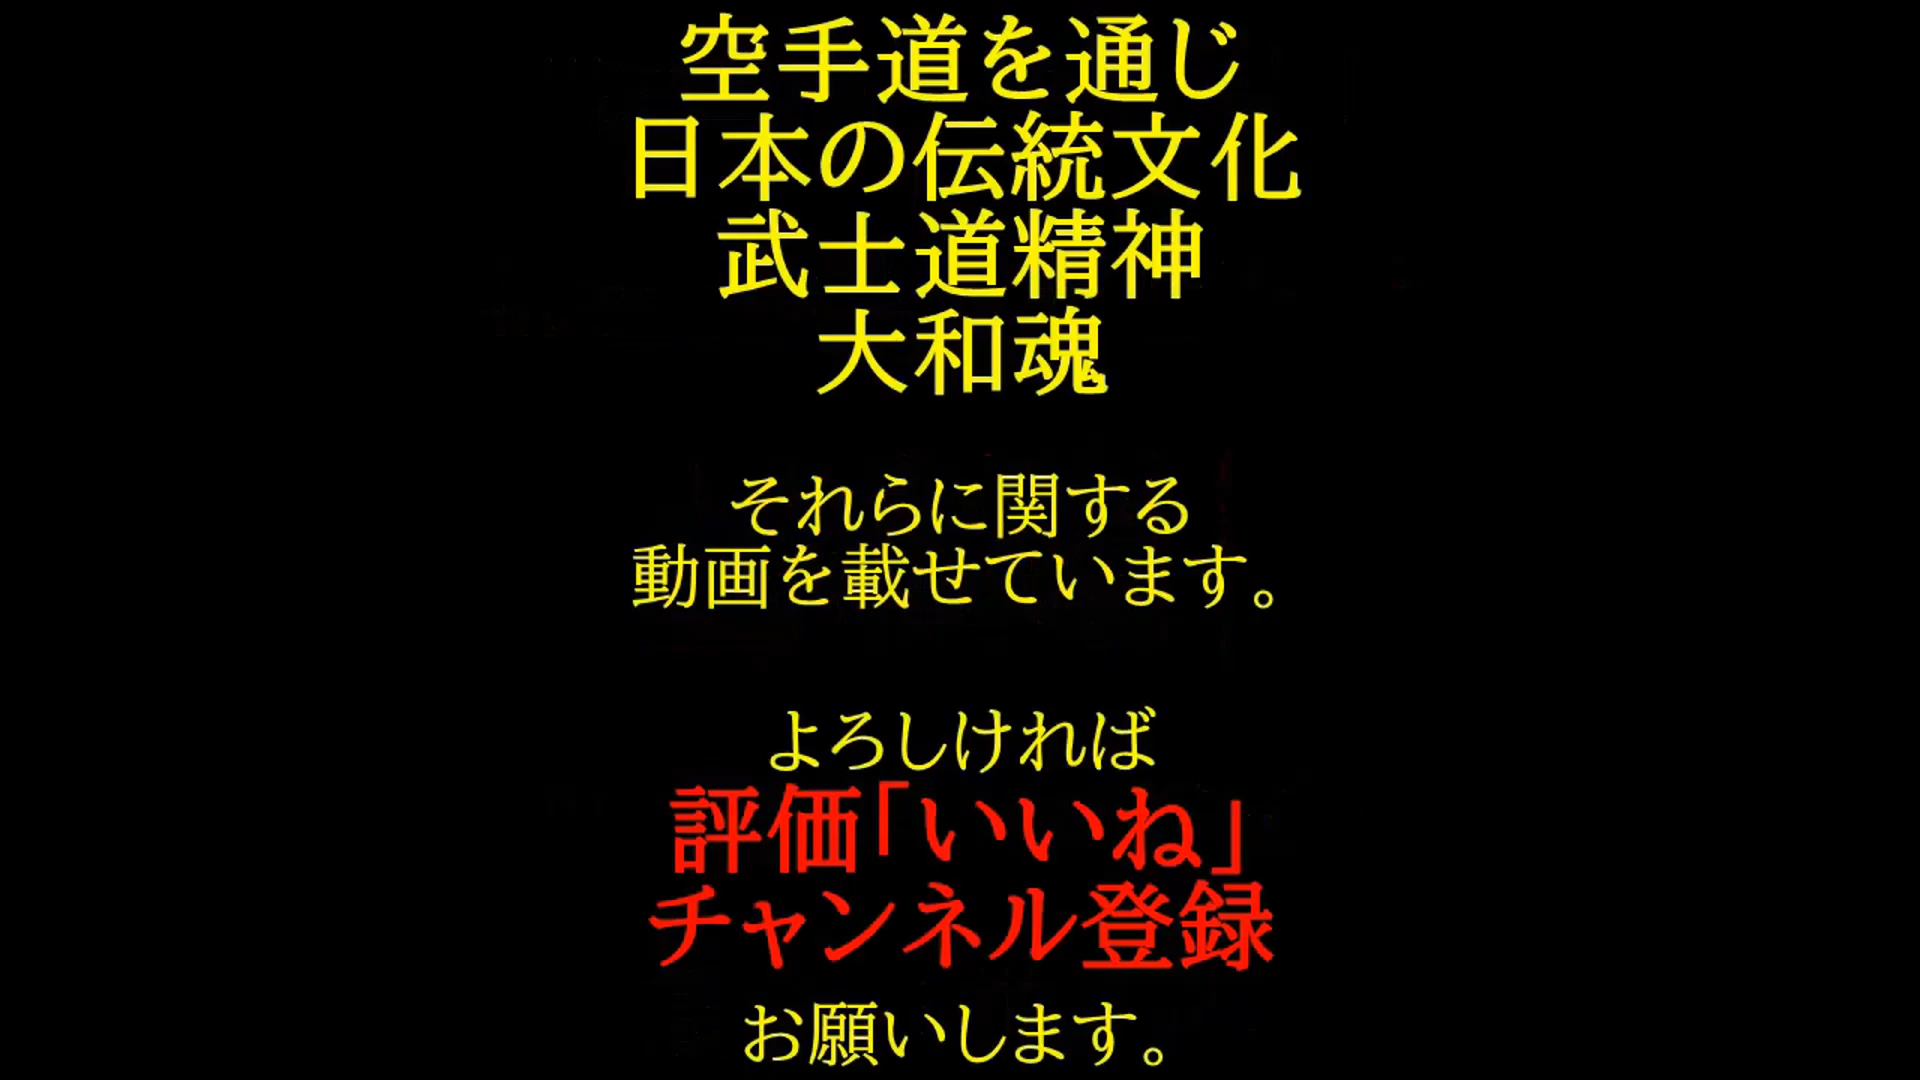 空手道を通じ
日本の伝統文化
武士道精神
大和魂
それらに関する
動画を載せています。
よろしければ
評価「いいね」
チャンネル登録
お願いします。